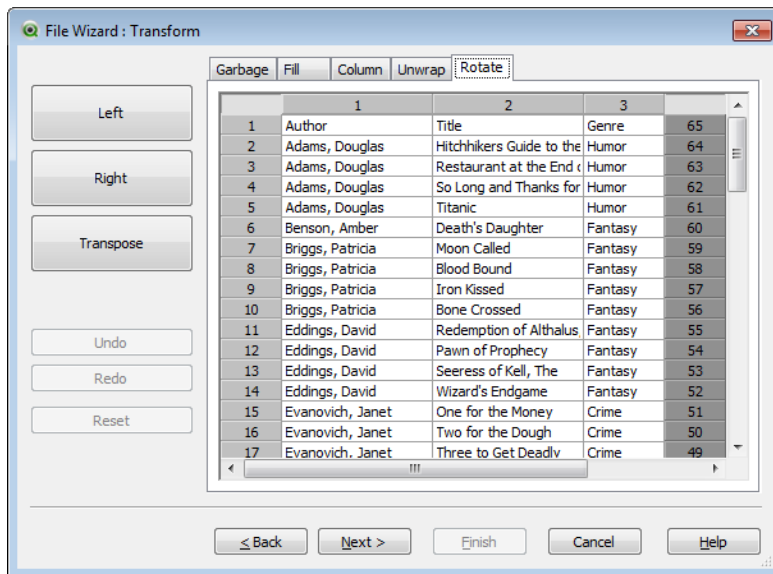 File Wizard : Transform
Garbage Fill Column Unwrap Rotate
Left
Right
Transpose
Undo
Redo
Reset
1 2 3
1 Author Title Genre 65
2 Adams, Douglas Hitchhikers Guide to the Humor 64
3 Adams, Douglas Restaurant at the End Humor 63
4 Adams, Douglas So Long and Thanks for Humor 62
5 Adams, Douglas Titanic Humor 61
6 Benson, Amber Death's Daughter Fantasy 60
7 Briggs, Patricia Moon Called Fantasy 59
8 Briggs, Patricia Blood Bound Fantasy 58
9 Briggs, Patricia Iron Kissed Fantasy 57
10 Briggs, Patricia Bone Crossed Fantasy 56
11 Eddings, David Redemption of Althalus, Fantasy 55
12 Eddings, David Pawn of Prophecy Fantasy 54
13 Eddings, David Seeress of Kell, The Fantasy 53
14 Eddings, David Wizard's Endgame Fantasy 52
15 Evanovich, Janet One for the Money Crime 51
16 Evanovich, Janet Two for the Dough Crime 50
17 Evanovich, Janet Three to Get Deadly Crime 49
< Back Next > Finish Cancel Help